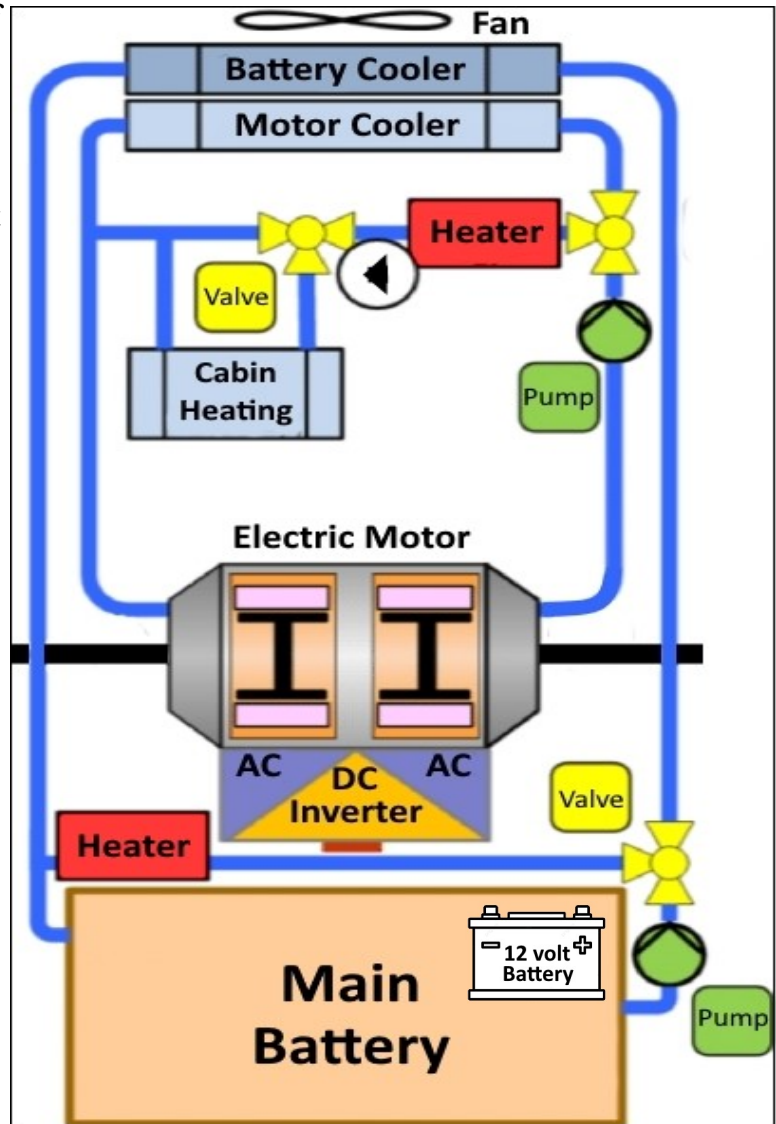 Fan
Battery Cooler
Motor Cooler
Heater
Valve
Cabin
Heating
Pump
Electric Motor
AC
DC
AC
Inverter
Valve
Heater
12 volt
Battery
Main
Battery
Pump